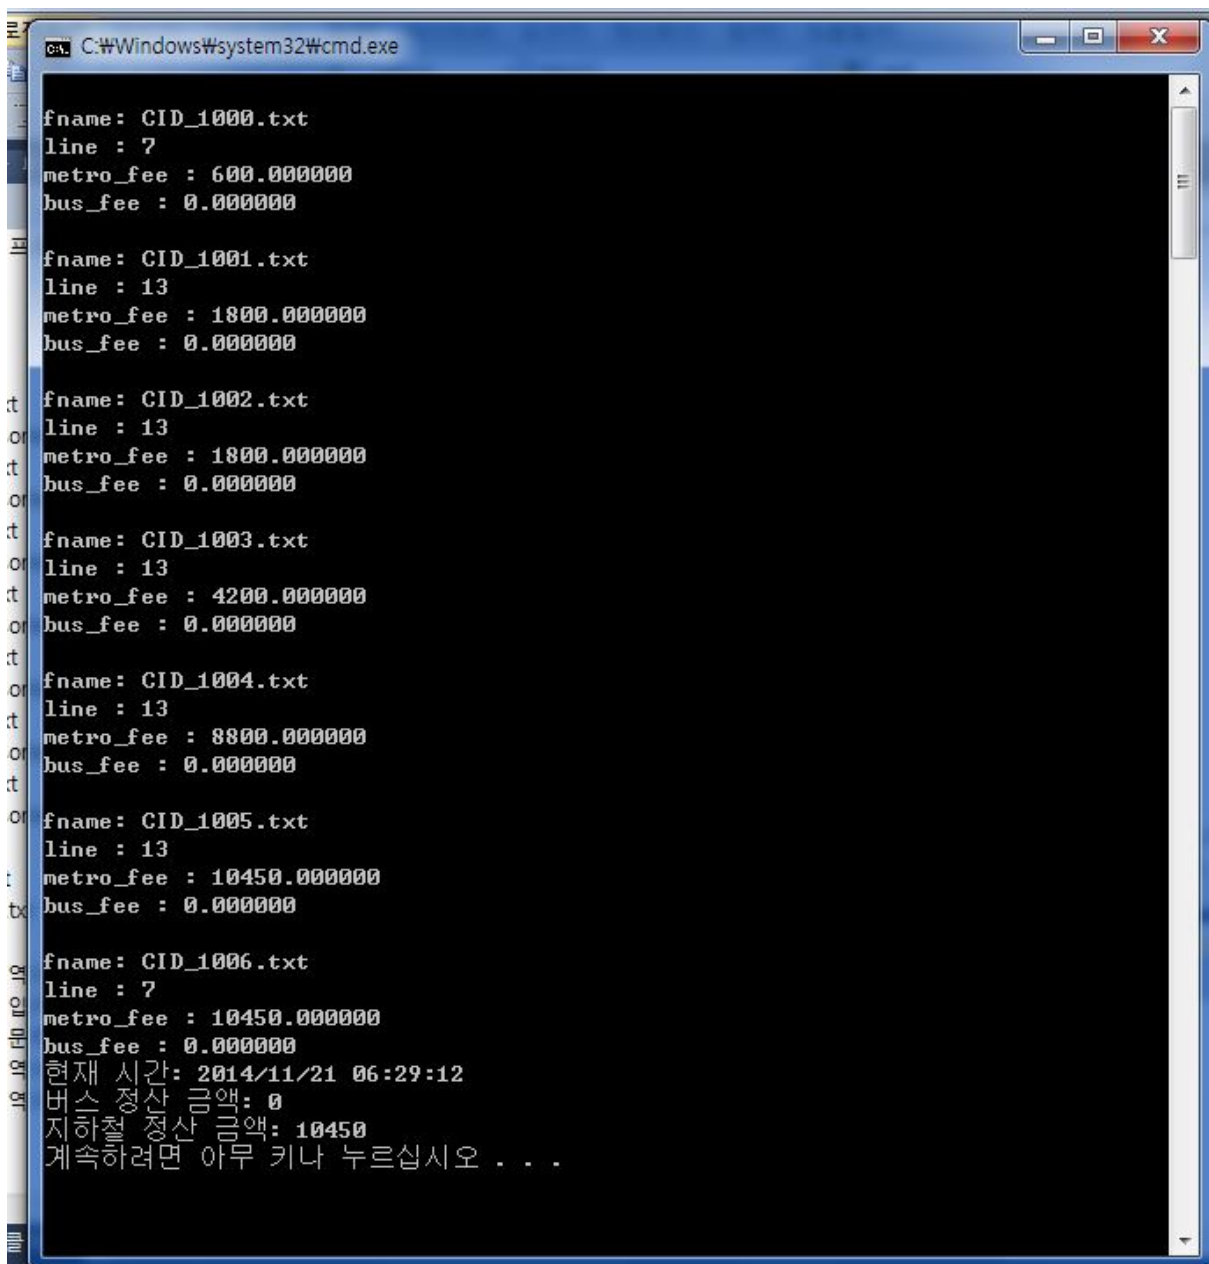 C:₩Windows₩system32₩cmd.exe
fname: CID_1000.txt
line : 7
metro_fee : 600.000000
bus_fee : 0.000000
fname: CID_1001.txt
line : 13
metro_fee : 1800.000000
bus_fee : 0.000000
fname: CID_1002.txt
line : 13
metro_fee : 1800.000000
bus_fee : 0.000000
fname: CID_1003.txt
line : 13
metro_fee : 4200.000000
bus_fee : 0.000000
fname: CID_1004.txt
line : 13
metro_fee : 8800.000000
bus_fee : 0.000000
fname: CID_1005.txt
line : 13
metro_fee : 10450.000000
bus_fee : 0.000000
fname: CID_1006.txt
line : 7
metro_fee : 10450.000000
bus_fee : 0.000000
현재 시간: 2014/11/21 06:29:12
버스 정산 금액: 0
지하철 정산 금액: 10450
계속하려면 아무 키나 누르십시오 . . .